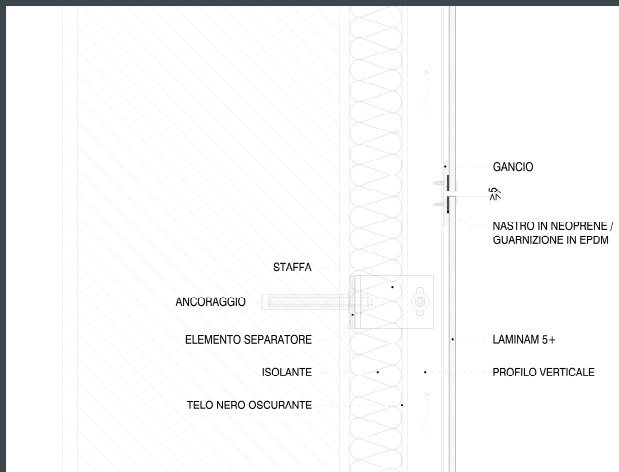 GANCIO
≥5
NASTRO IN NEOPRENE /
GUARNIZIONE IN EPDM
STAFFA
ANCORAGGIO
ELEMENTO SEPARATORE
LAMINAM 5+
ISOLANTE
PROFILO VERTICALE
TELO NERO OSCURANTE